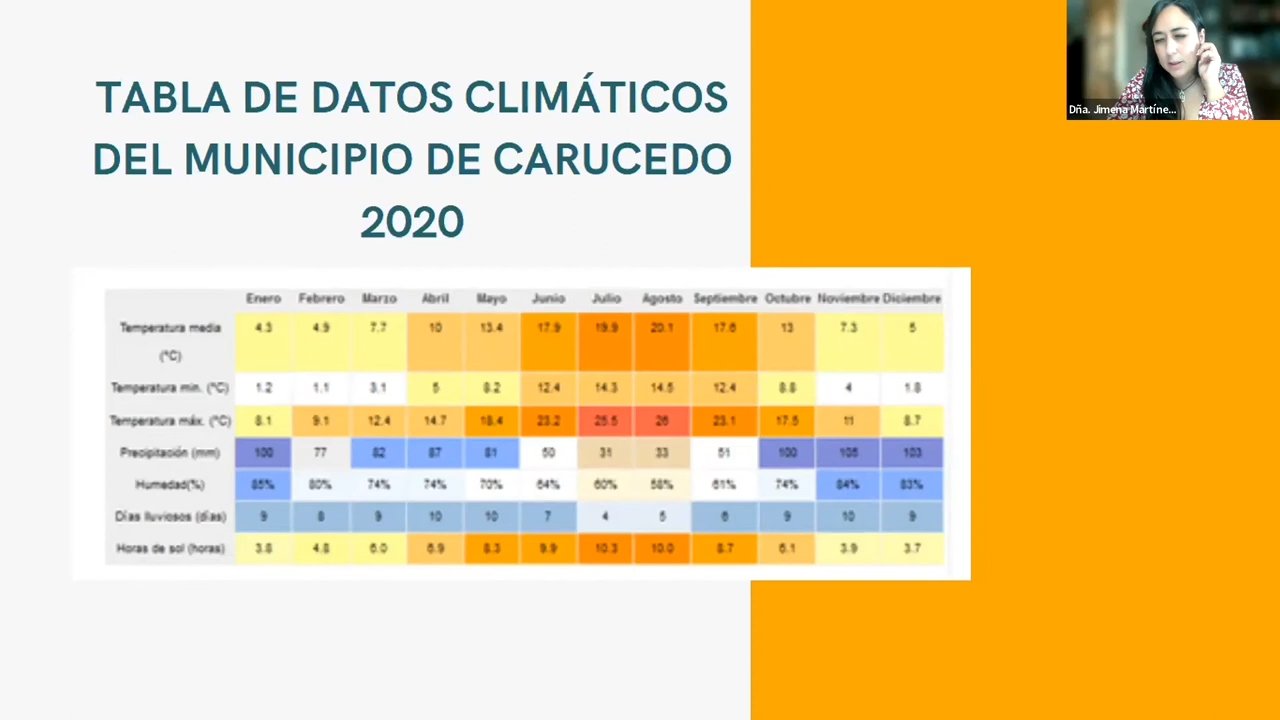 TABLA DE DATOS CLIMÁTICOS
DEL MUNICIPIO DE CARUCEDO
2020
Dña. Jimena Martíne...
Enero Febrero Marzo Abril Mayo Junio Julio Agosto Septiembre Octubre Noviembre Diciembre
Temperatura media (°C) 4.3 4.9 7.7 10 13.4 17.9 19.9 20.1 17.6 13 7.3 5
Temperatura min. (°C) 1.2 1.1 3.1 5 8.2 12.4 14.3 14.5 12.4 8.8 4 1.8
Temperatura máx. (°C) 8.1 9.1 12.4 14.7 18.4 23.2 25.5 26 23.1 17.5 11 8.7
Precipitación (mm) 100 77 82 87 81 50 31 33 51 100 105 103
Humedad(%) 85% 80% 74% 74% 70% 64% 60% 58% 61% 74% 84% 83%
Días lluviosos (días) 9 8 9 10 10 7 4 5 6 9 10 9
Horas de sol (horas) 3.8 4.8 6.0 6.9 8.3 9.9 10.3 10.0 8.7 6.1 3.9 3.7